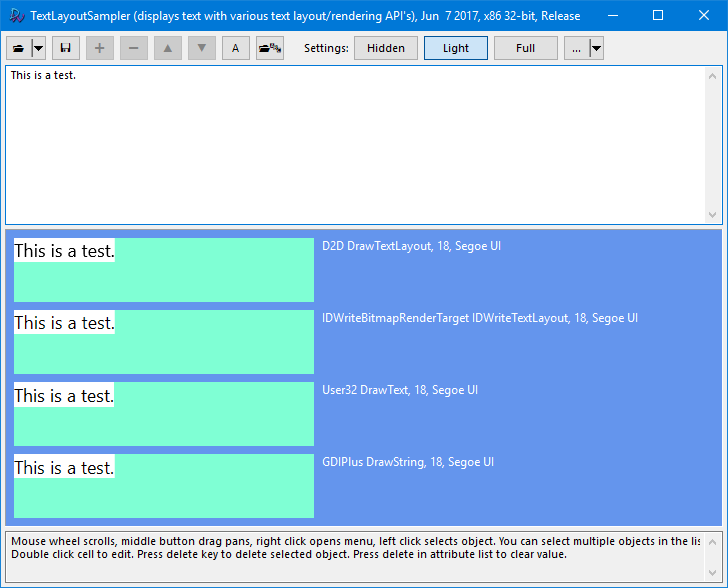 TextLayoutSampler (displays text with various text layout/rendering API's), Jun 7 2017, x86 32-bit, Release
A Settings: Hidden Light Full ...
This is a test.
This is a test. D2D DrawTextLayout, 18, Segoe UI
This is a test. IDWriteBitmapRenderTarget IDWriteTextLayout, 18, Segoe UI
This is a test. User32 DrawText, 18, Segoe UI
This is a test. GDIPlus DrawString, 18, Segoe UI
Mouse wheel scrolls, middle button drag pans, right click opens menu, left click selects object. You can select multiple objects in the lis
Double click cell to edit. Press delete key to delete selected object. Press delete in attribute list to clear value.